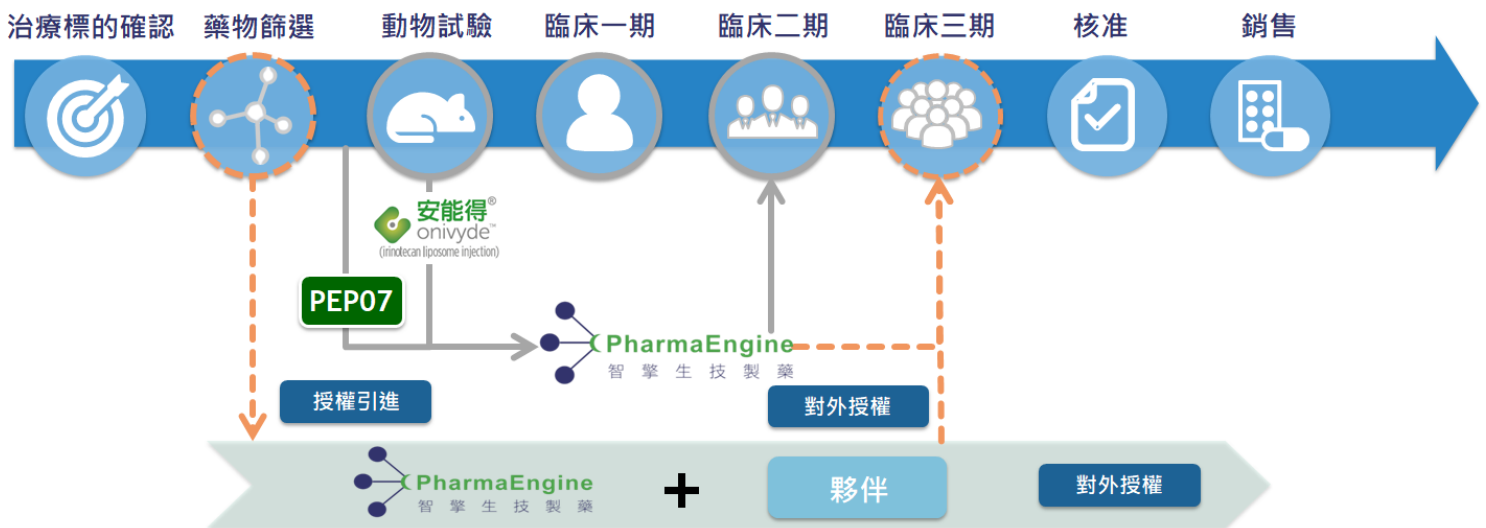 治療標的確認 藥物篩選 動物試驗 臨床一期 臨床二期 臨床三期 核准 銷售
安能得®
onivyde™
(irinotecan liposome injection)
PEP07
PharmaEngine
智擎生技製藥
授權引進
對外授權
PharmaEngine
智擎生技製藥
+
夥伴
對外授權